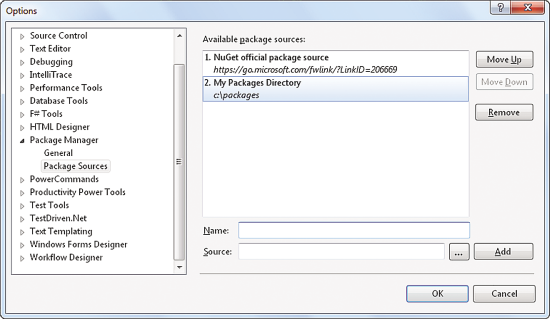 Options
Source Control
Text Editor
Debugging
IntelliTrace
Performance Tools
Database Tools
F# Tools
HTML Designer
Package Manager
General
Package Sources
PowerCommands
Productivity Power Tools
Test Tools
TestDriven.Net
Text Templating
Windows Forms Designer
Workflow Designer
Available package sources:
1. NuGet official package source
https://go.microsoft.com/fwlink/?LinkID=206669
2. My Packages Directory
c:\packages
Move Up
Move Down
Remove
Name:
Source:
...
Add
OK
Cancel